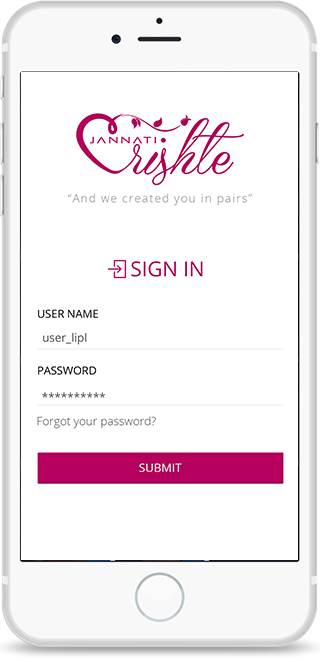 JANNATI
rishte
“And we created you in pairs”
SIGN IN
USER NAME
user_lipl
PASSWORD
**********
Forgot your password?
SUBMIT